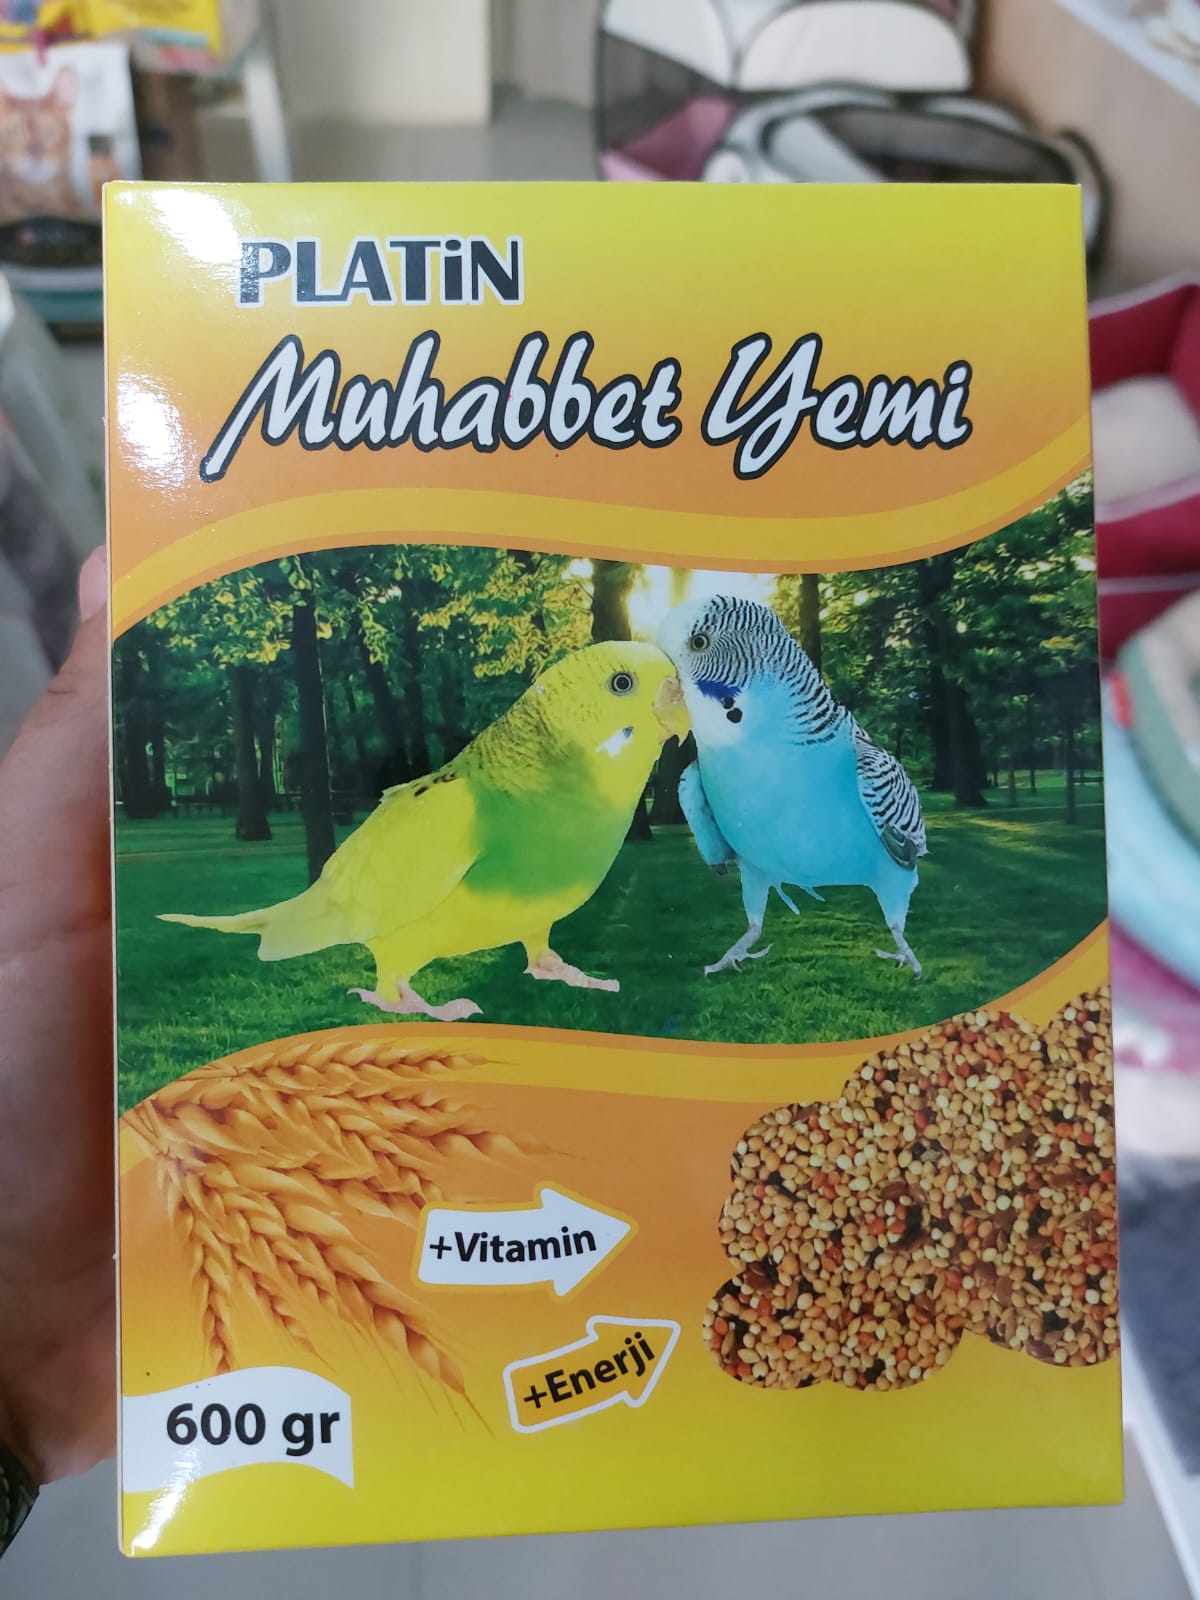 PLATiN
Muhabbet Yemi
+Vitamin
+Enerji
600 gr